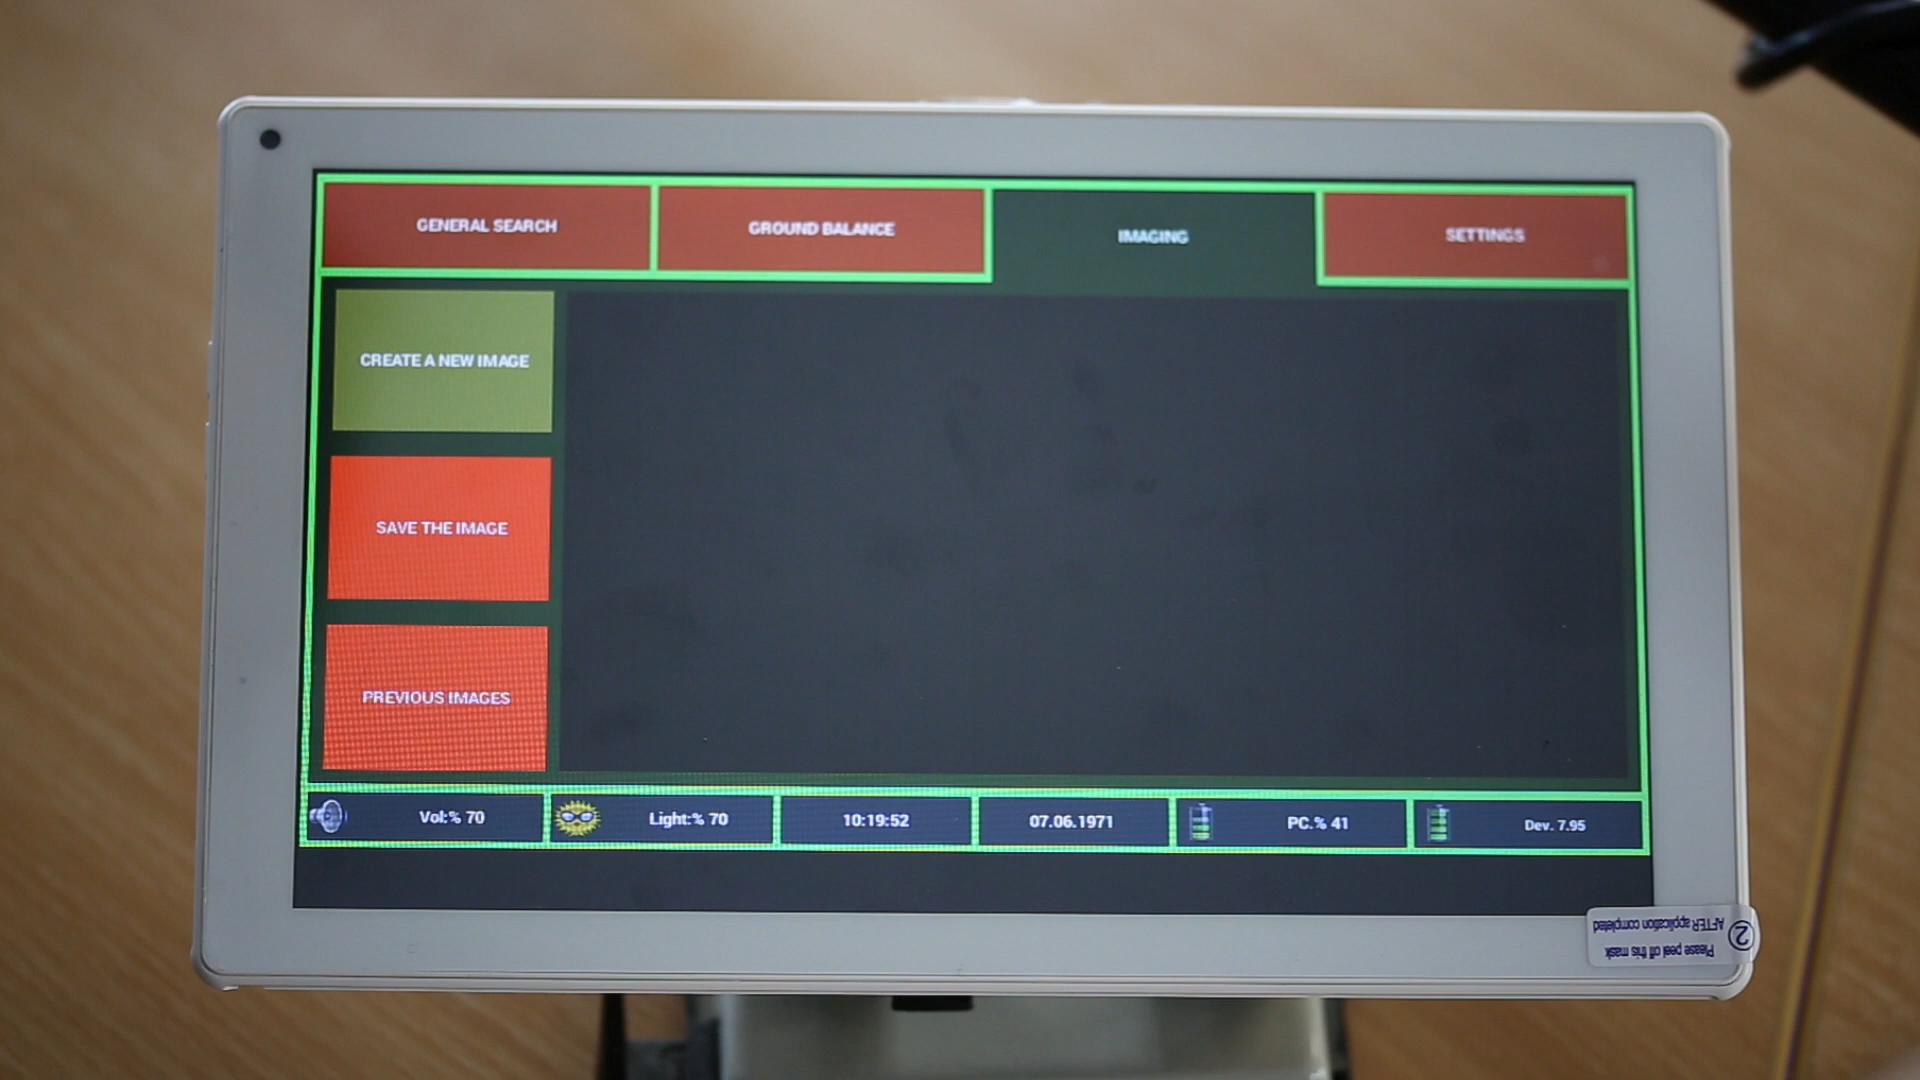 GENERAL SEARCH
GROUND BALANCE
IMAGING
SETTINGS
CREATE A NEW IMAGE
SAVE THE IMAGE
PREVIOUS IMAGES
Vol:% 70
Light:% 70
10:19:52
07.06.1971
PC.% 41
Dev. 7.95
2
Please peel off this mask
AFTER application completed